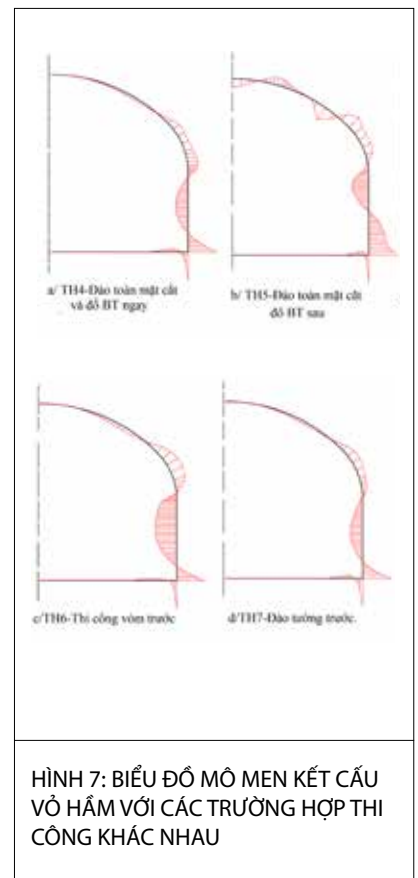 a/ TH4-Đào toàn mặt cắt
và đổ BT ngay
b/ TH5-Đào toàn mặt cắt
đổ BT sau
c/TH6-Thi công vòm trước
d/TH7-Đào tường trước.
HÌNH 7: BIỂU ĐỒ MÔ MEN KẾT CẤU
VỎ HẦM VỚI CÁC TRƯỜNG HỢP THI
CÔNG KHÁC NHAU